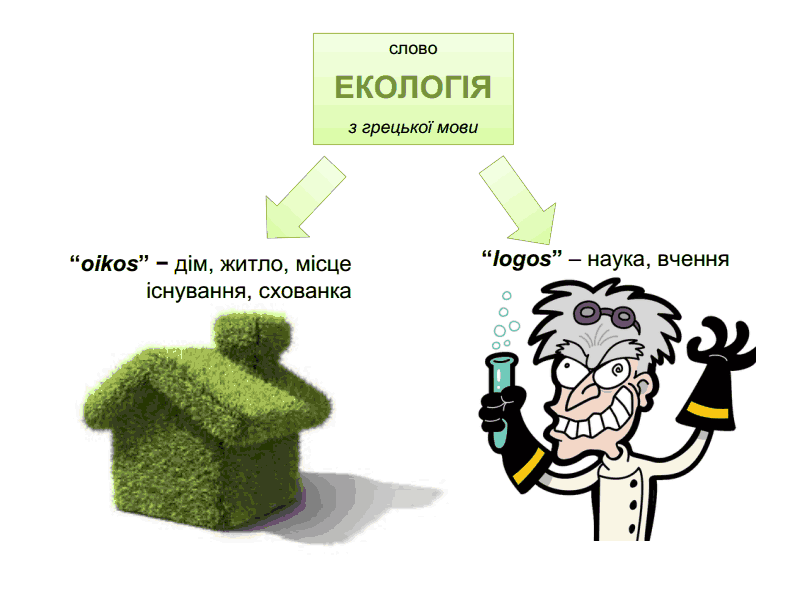 слово
ЕКОЛОГІЯ
з грецької мови
“oikos” – дім, житло, місце
існування, схованка
“logos” – наука, вчення